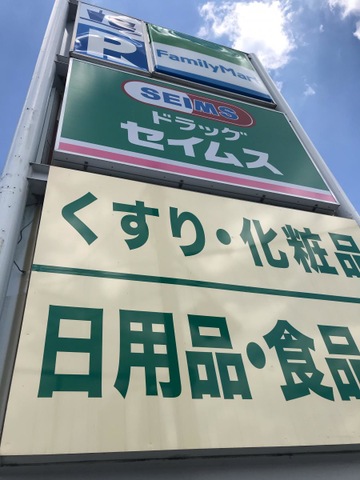 P
FamilyMar
SEIMS
ドラッグ
セイムス
くすり・化粧品
日用品・食品